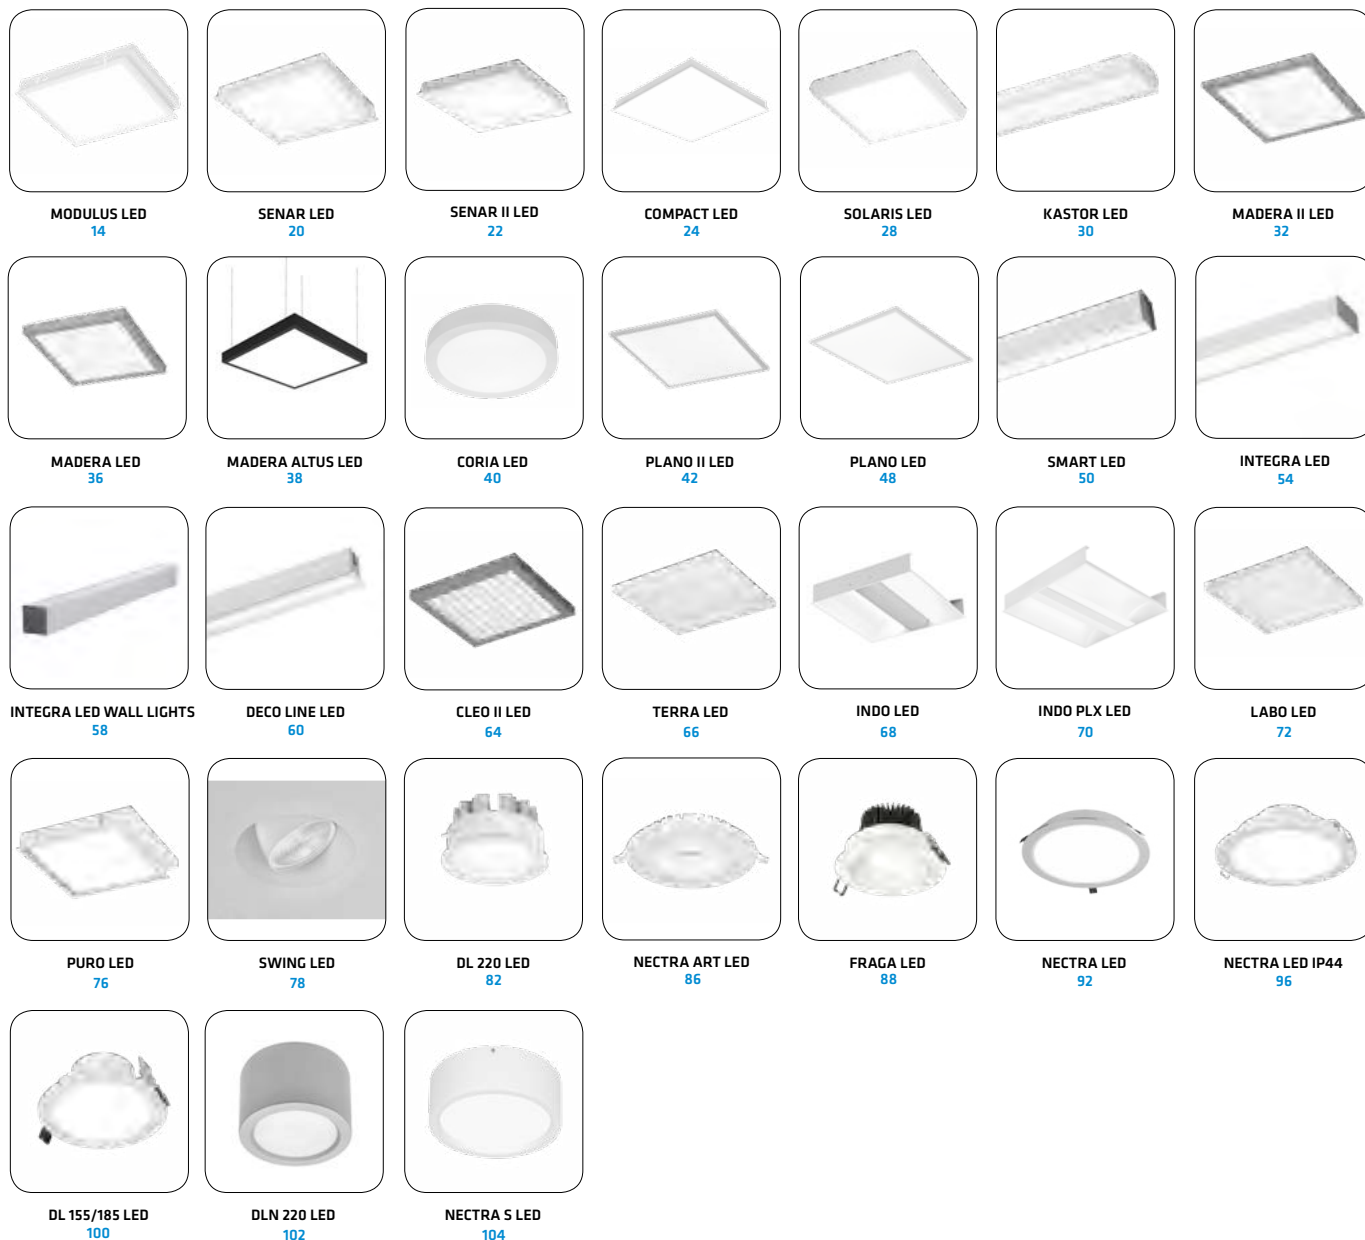 MODULUS LED
14
SENAR LED
20
SENAR II LED
22
COMPACT LED
24
SOLARIS LED
28
KASTOR LED
30
MADERA II LED
32
MADERA LED
36
MADERA ALTUS LED
38
CORIA LED
40
PLANO II LED
42
PLANO LED
48
SMART LED
50
INTEGRA LED
54
INTEGRA LED WALL LIGHTS
58
DECO LINE LED
60
CLEO II LED
64
TERRA LED
66
INDO LED
68
INDO PLX LED
70
LABO LED
72
PURO LED
76
SWING LED
78
DL 220 LED
82
NECTRA ART LED
86
FRAGA LED
88
NECTRA LED
92
NECTRA LED IP44
96
DL 155/185 LED
100
DLN 220 LED
102
NECTRA S LED
104